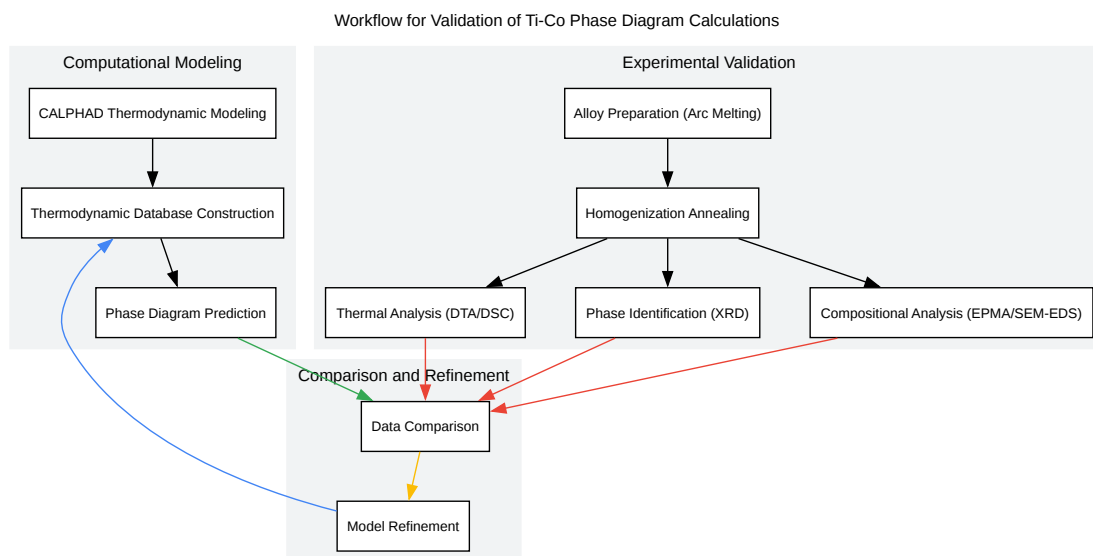 Workflow for Validation of Ti-Co Phase Diagram Calculations
Computational Modeling
CALPHAD Thermodynamic Modeling
Thermodynamic Database Construction
Phase Diagram Prediction
Experimental Validation
Alloy Preparation (Arc Melting)
Homogenization Annealing
Thermal Analysis (DTA/DSC)
Phase Identification (XRD)
Compositional Analysis (EPMA/SEM-EDS)
Comparison and Refinement
Data Comparison
Model Refinement